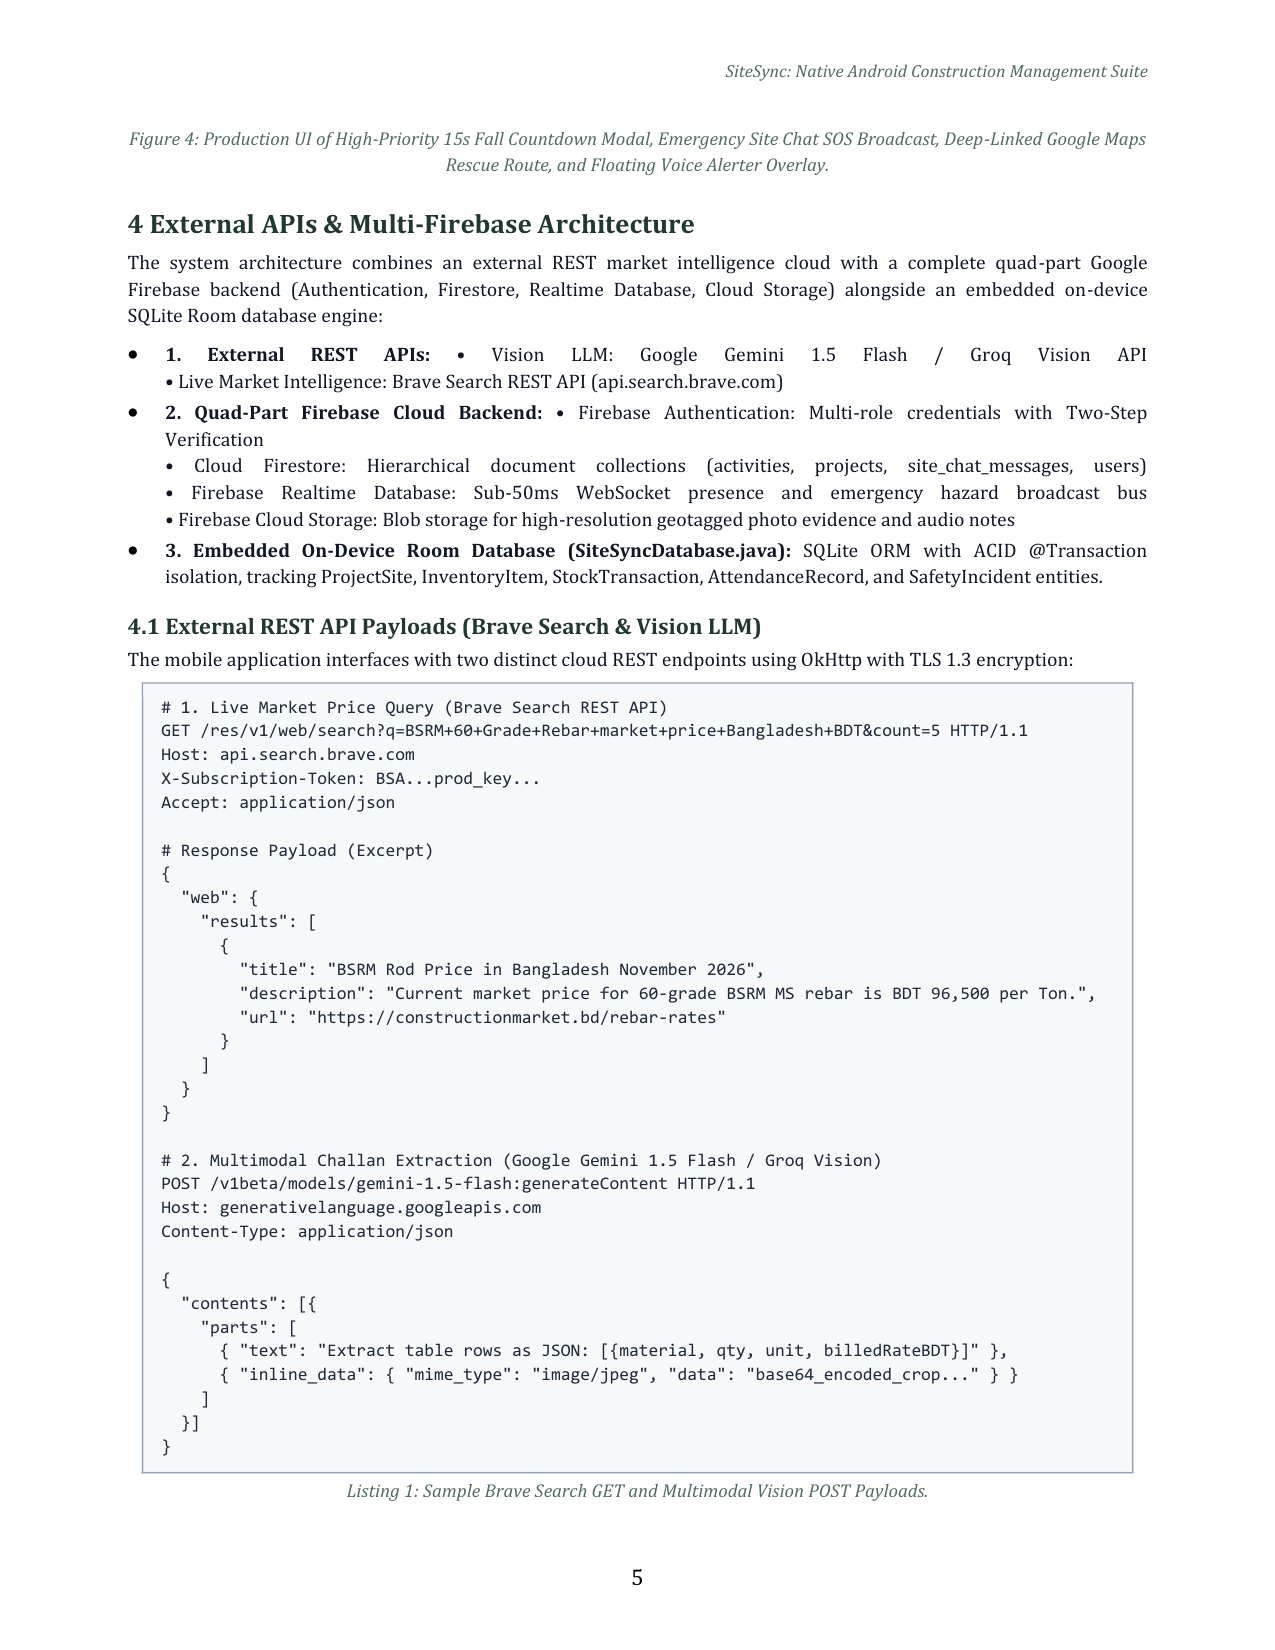 SiteSync: Native Android Construction Management Suite
Figure 4: Production UI of High-Priority 15s Fall Countdown Modal, Emergency Site Chat SOS Broadcast, Deep-Linked Google Maps
Rescue Route, and Floating Voice Alerter Overlay.
4 External APIs & Multi-Firebase Architecture
The system architecture combines an external REST market intelligence cloud with a complete quad-part Google
Firebase backend (Authentication, Firestore, Realtime Database, Cloud Storage) alongside an embedded on-device
SQLite Room database engine:
• 1. External REST APIs: • Vision LLM: Google Gemini 1.5 Flash / Groq Vision API
• Live Market Intelligence: Brave Search REST API (api.search.brave.com)
• 2. Quad-Part Firebase Cloud Backend: • Firebase Authentication: Multi-role credentials with Two-Step
Verification
• Cloud Firestore: Hierarchical document collections (activities, projects, site_chat_messages, users)
• Firebase Realtime Database: Sub-50ms WebSocket presence and emergency hazard broadcast bus
• Firebase Cloud Storage: Blob storage for high-resolution geotagged photo evidence and audio notes
• 3. Embedded On-Device Room Database (SiteSyncDatabase.java): SQLite ORM with ACID @Transaction
isolation, tracking ProjectSite, InventoryItem, StockTransaction, AttendanceRecord, and SafetyIncident entities.
4.1 External REST API Payloads (Brave Search & Vision LLM)
The mobile application interfaces with two distinct cloud REST endpoints using OkHttp with TLS 1.3 encryption:
# 1. Live Market Price Query (Brave Search REST API)
GET /res/v1/web/search?q=BSRM+60+Grade+Rebar+market+price+Bangladesh+BDT&count=5 HTTP/1.1
Host: api.search.brave.com
X-Subscription-Token: BSA...prod_key...
Accept: application/json

# Response Payload (Excerpt)
{
  "web": {
    "results": [
      {
        "title": "BSRM Rod Price in Bangladesh November 2026",
        "description": "Current market price for 60-grade BSRM MS rebar is BDT 96,500 per Ton.",
        "url": "https://constructionmarket.bd/rebar-rates"
      }
    ]
  }
}

# 2. Multimodal Challan Extraction (Google Gemini 1.5 Flash / Groq Vision)
POST /v1beta/models/gemini-1.5-flash:generateContent HTTP/1.1
Host: generativelanguage.googleapis.com
Content-Type: application/json

{
  "contents": [{
    "parts": [
      { "text": "Extract table rows as JSON: [{material, qty, unit, billedRateBDT}]" },
      { "inline_data": { "mime_type": "image/jpeg", "data": "base64_encoded_crop..." } }
    ]
  }]
}
Listing 1: Sample Brave Search GET and Multimodal Vision POST Payloads.
5